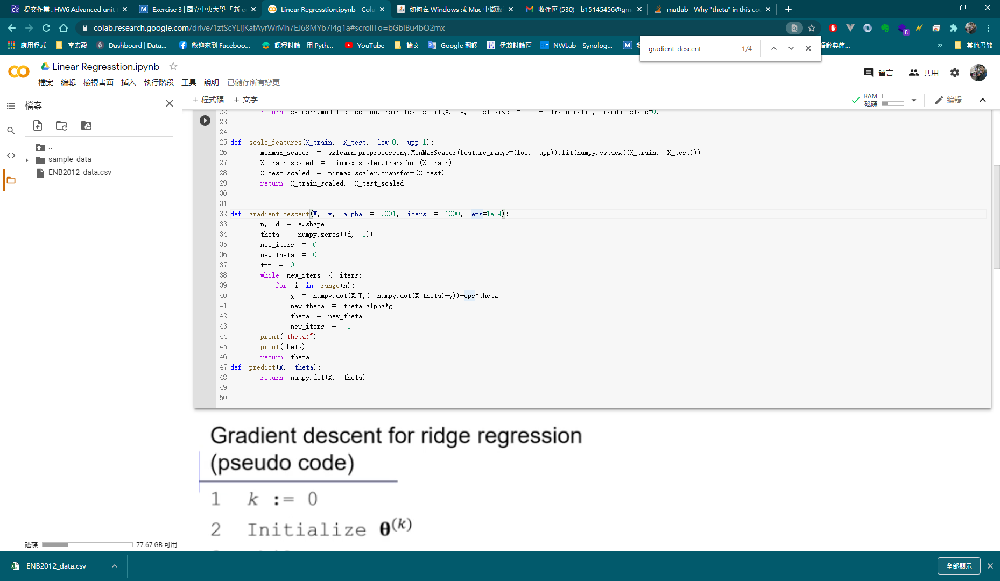 提交作業 : HW6 Advanced unit
Exercise 3 | 國立中央大學「新 e
Linear Regresstion.ipynb - Cola
如何在 Windows 或 Mac 中擷取
收件匣 (530) - b15145456@gm
matlab - Why "theta" in this co
colab.research.google.com/drive/1ztScYLIjKafAyrWrMh7EJ68MYb7i4g1a#scrollTo=bGblBu4bO2mx
8
應用程式
李宏毅
Dashboard | Data...
歡迎來到 Faceboo...
課程討論 - 用 Pyth...
YouTube
論文
Google 翻譯
伊莉討論區
NWLab - Synolog...
語辭典簡...
»
其他書籤
gradient_descent 1/4
Linear Regresstion.ipynb
留言
共用
檔案 編輯 檢視畫面 插入 執行階段 工具 說明 已儲存所有變更
檔案
+ 程式碼 + 文字
RAM
磁碟
編輯
..
sample_data
ENB2012_data.csv
22 return sklearn.model_selection.train_test_split(X, y, test_size = 1 - train_ratio, random_state=0)
23
24
25 def scale_features(X_train, X_test, low=0, upp=1):
26 minmax_scaler = sklearn.preprocessing.MinMaxScaler(feature_range=(low, upp)).fit(numpy.vstack((X_train, X_test)))
27 X_train_scaled = minmax_scaler.transform(X_train)
28 X_test_scaled = minmax_scaler.transform(X_test)
29 return X_train_scaled, X_test_scaled
30
31
32 def gradient_descent(X, y, alpha = .001, iters = 1000, eps=1e-4):
33 n, d = X.shape
34 theta = numpy.zeros((d, 1))
35 new_iters = 0
36 new_theta = 0
37 tmp = 0
38 while new_iters < iters:
39 for i in range(n):
40 g = numpy.dot(X.T,( numpy.dot(X,theta)-y))+eps*theta
41 new_theta = theta-alpha*g
42 theta = new_theta
43 new_iters += 1
44 print("theta:")
45 print(theta)
46 return theta
47 def predict(X, theta):
48 return numpy.dot(X, theta)
49
50
Gradient descent for ridge regression
(pseudo code)
1 k := 0
2 Initialize θ(k)
磁碟 77.67 GB 可用
ENB2012_data.csv
全部顯示